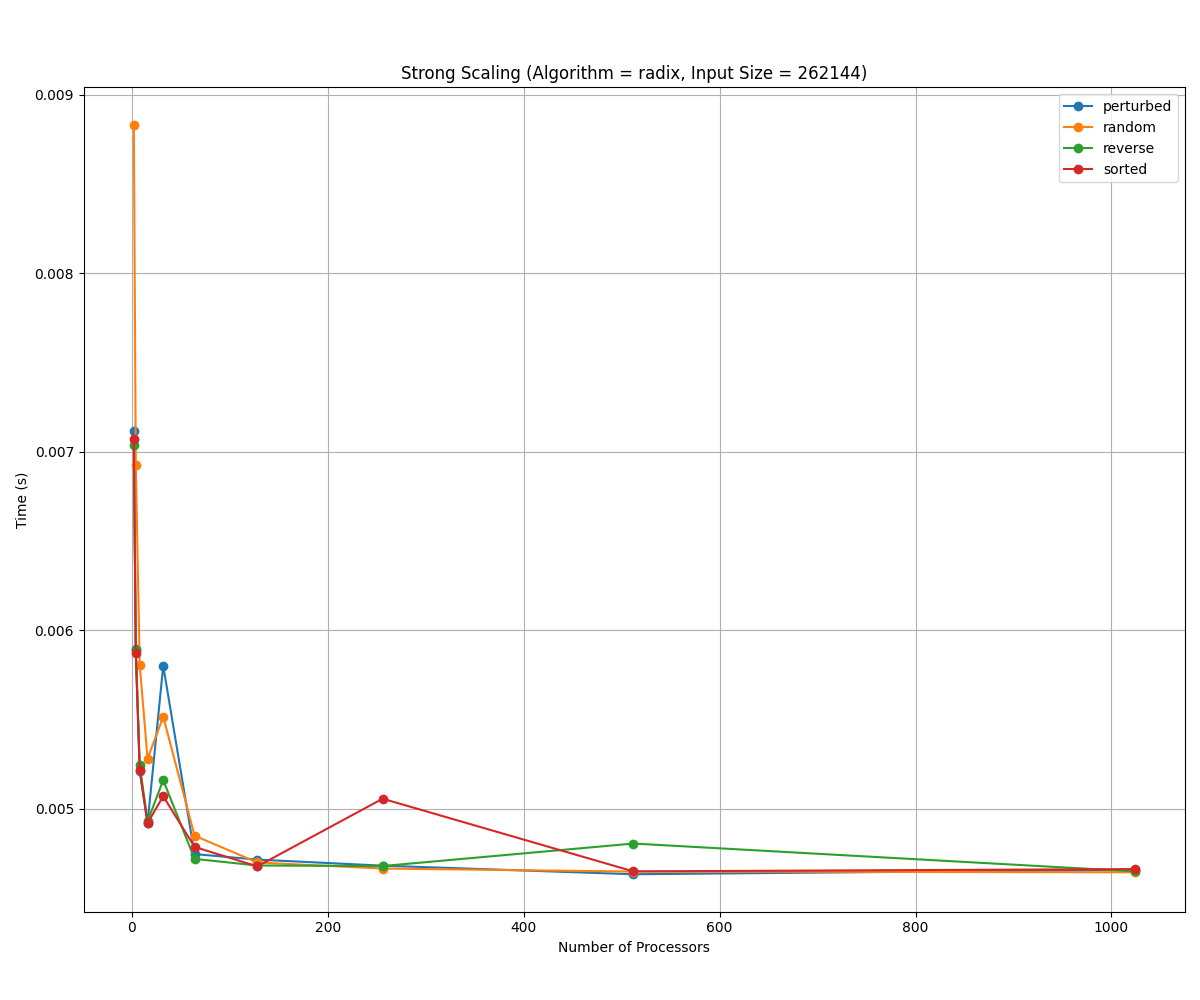 Strong Scaling (Algorithm = radix, Input Size = 262144)
0.009
0.008
0.007
0.006
0.005
Time (s)
perturbed
random
reverse
sorted
0
200
400
600
800
1000
Number of Processors